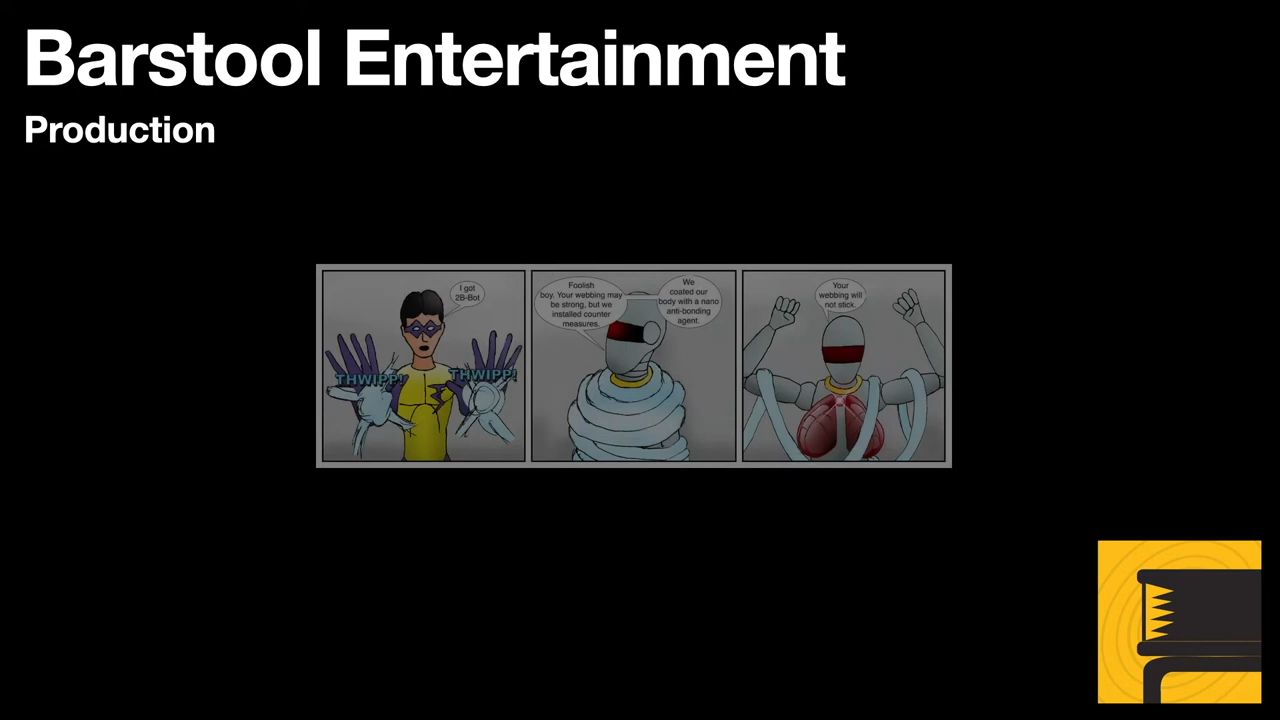 Barstool Entertainment
Production
I got
2B-Bot
THWIPP!
THWIPP!
Foolish
boy. Your webbing may
be strong, but we
installed counter
measures.
We
coated our
body with a nano
anti-bonding
agent.
Your
webbing will
not stick.